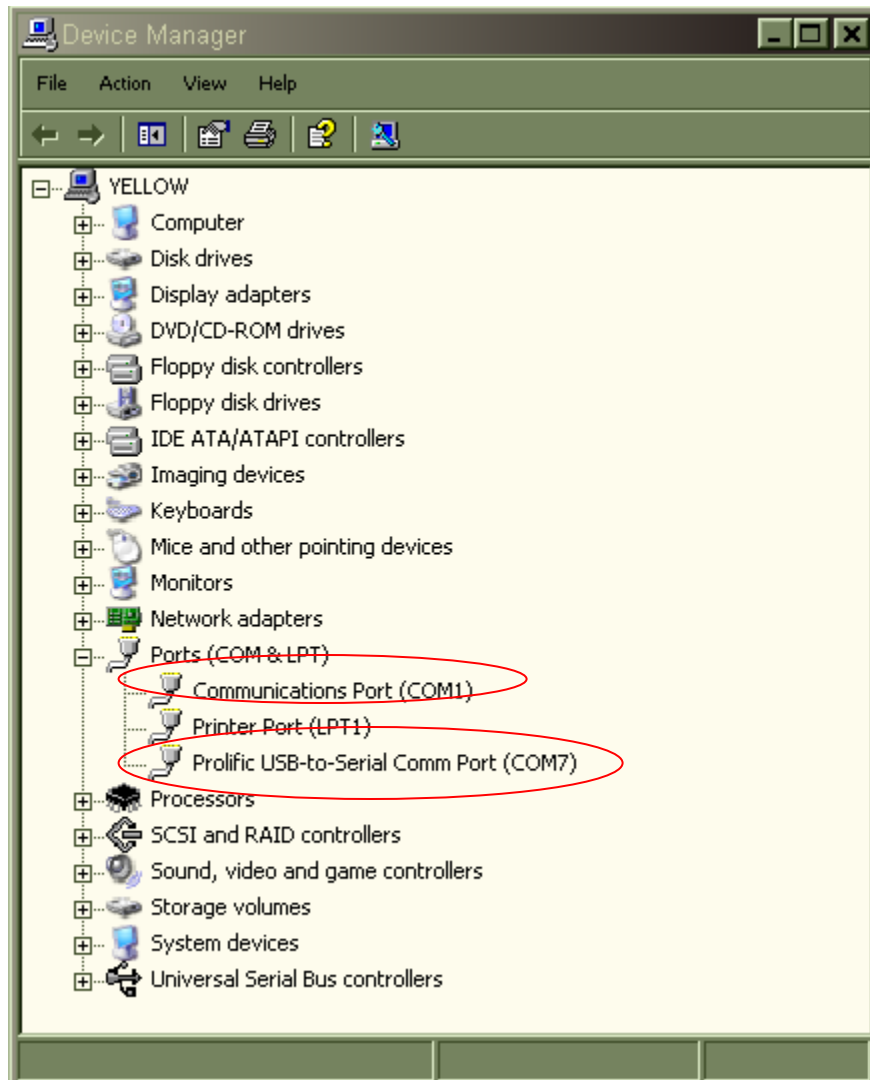 Device Manager
File Action View Help
YELLOW
Computer
Disk drives
Display adapters
DVD/CD-ROM drives
Floppy disk controllers
Floppy disk drives
IDE ATA/ATAPI controllers
Imaging devices
Keyboards
Mice and other pointing devices
Monitors
Network adapters
Ports (COM & LPT)
Communications Port (COM1)
Printer Port (LPT1)
Prolific USB-to-Serial Comm Port (COM7)
Processors
SCSI and RAID controllers
Sound, video and game controllers
Storage volumes
System devices
Universal Serial Bus controllers